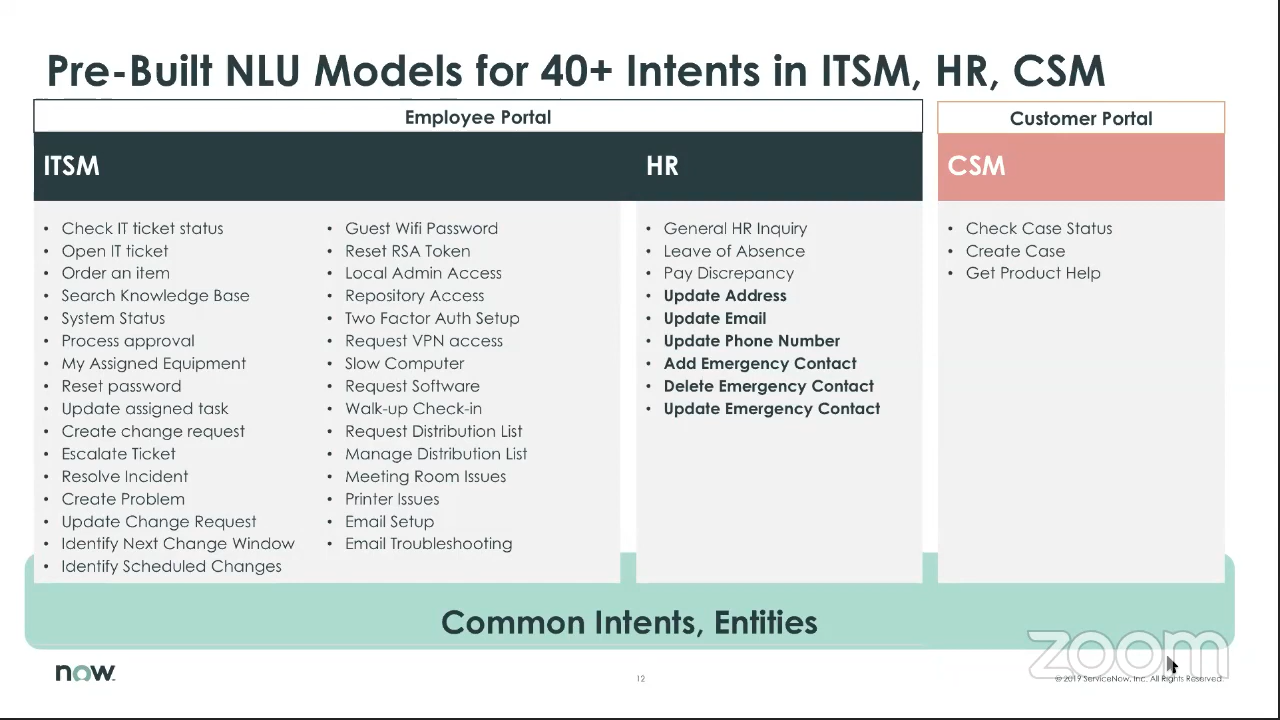 Pre-Built NLU Models for 40+ Intents in ITSM, HR, CSM
Employee Portal
Customer Portal
ITSM
HR
CSM
• Check IT ticket status
• Open IT ticket
• Order an item
• Search Knowledge Base
• System Status
• Process approval
• My Assigned Equipment
• Reset password
• Update assigned task
• Create change request
• Escalate Ticket
• Resolve Incident
• Create Problem
• Update Change Request
• Identify Next Change Window
• Identify Scheduled Changes
• Guest Wifi Password
• Reset RSA Token
• Local Admin Access
• Repository Access
• Two Factor Auth Setup
• Request VPN access
• Slow Computer
• Request Software
• Walk-up Check-in
• Request Distribution List
• Manage Distribution List
• Meeting Room Issues
• Printer Issues
• Email Setup
• Email Troubleshooting
• General HR Inquiry
• Leave of Absence
• Pay Discrepancy
• Update Address
• Update Email
• Update Phone Number
• Add Emergency Contact
• Delete Emergency Contact
• Update Emergency Contact
• Check Case Status
• Create Case
• Get Product Help
Common Intents, Entities
now
12
zoom
© 2019 ServiceNow, Inc. All Rights Reserved.